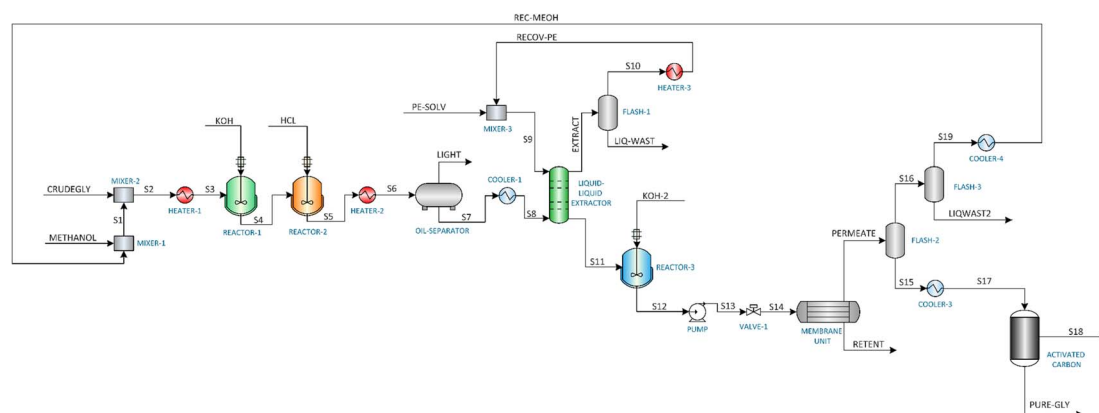 REC-MEOH
RECOV-PE
S10
HEATER-3
PE-SOLV
MIXER-3
FLASH-1
S9
EXTRACT
LIQ-WAST
KOH
HCL
LIGHT
COOLER-1
LIQUID-
LIQUID
EXTRACTOR
S19
COOLER-4
MIXER-2
CRUDEGLY
S2
S3
HEATER-1
S1
REACTOR-1
S4
REACTOR-2
S5
HEATER-2
S6
OIL-SEPARATOR
S7
S8
S16
FLASH-3
LIQWAST2
KOH-2
METHANOL
MIXER-1
S11
REACTOR-3
PERMEATE
FLASH-2
S15
S17
COOLER-3
S12
PUMP
S13
VALVE-1
S14
MEMBRANE
UNIT
RETENT
S18
ACTIVATED
CARBON
PURE-GLY